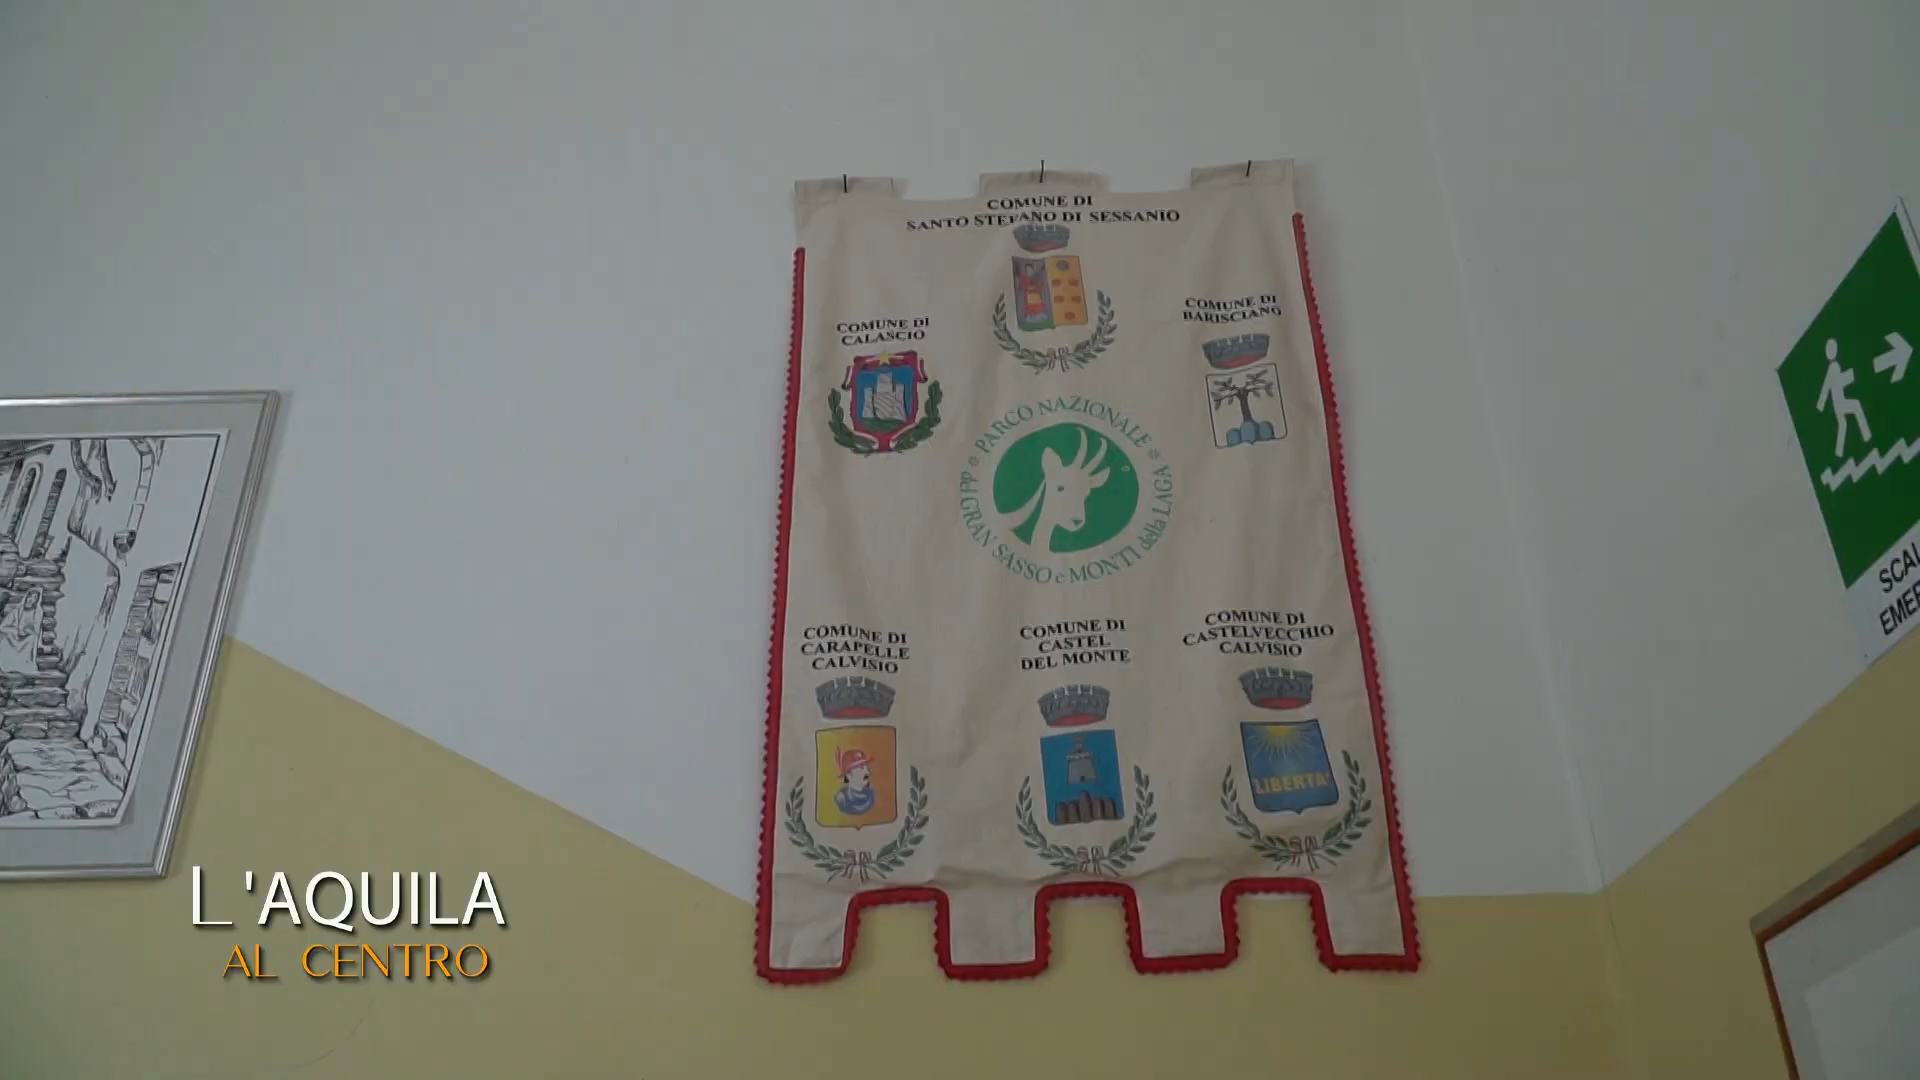 COMUNE DI
SANTO STEFANO DI SESSANIO
COMUNE DI
CALASCIO
COMUNE DI
BARISCIANO
PARCO NAZIONALE
GRAN SASSO e MONTI della LAGA
COMUNE DI
CARAPELLE
CALVISIO
COMUNE DI
CASTEL
DEL MONTE
COMUNE DI
CASTELVECCHIO
CALVISIO
LIBERTA'
L'AQUILA
AL CENTRO